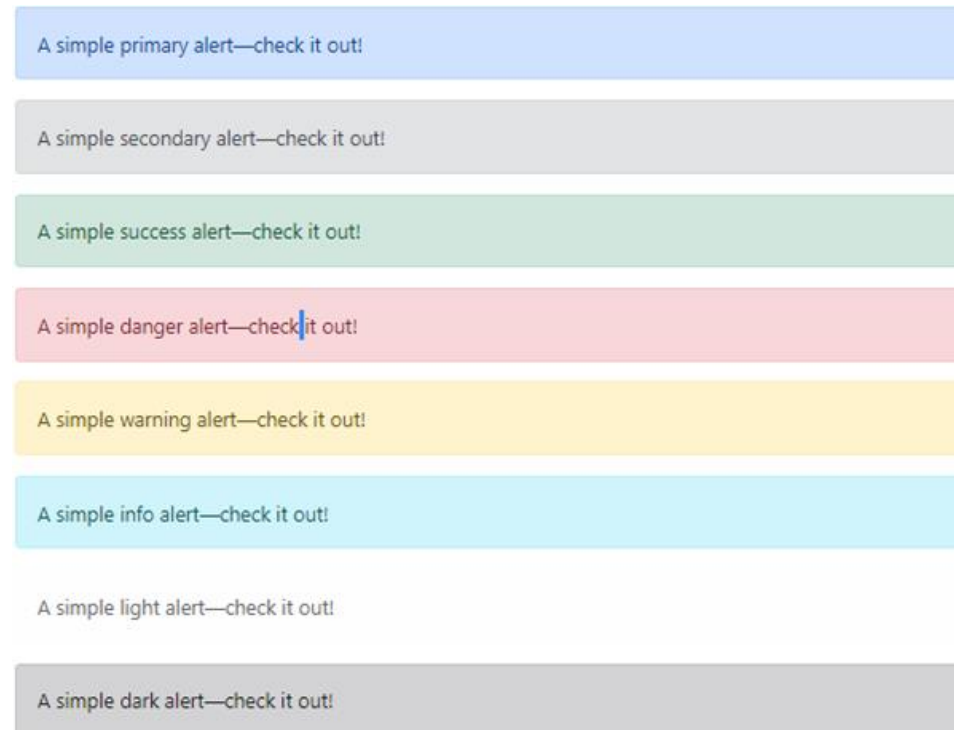 A simple primary alert—check it out!
A simple secondary alert—check it out!
A simple success alert—check it out!
A simple danger alert—check it out!
A simple warning alert—check it out!
A simple info alert—check it out!
A simple light alert—check it out!
A simple dark alert—check it out!